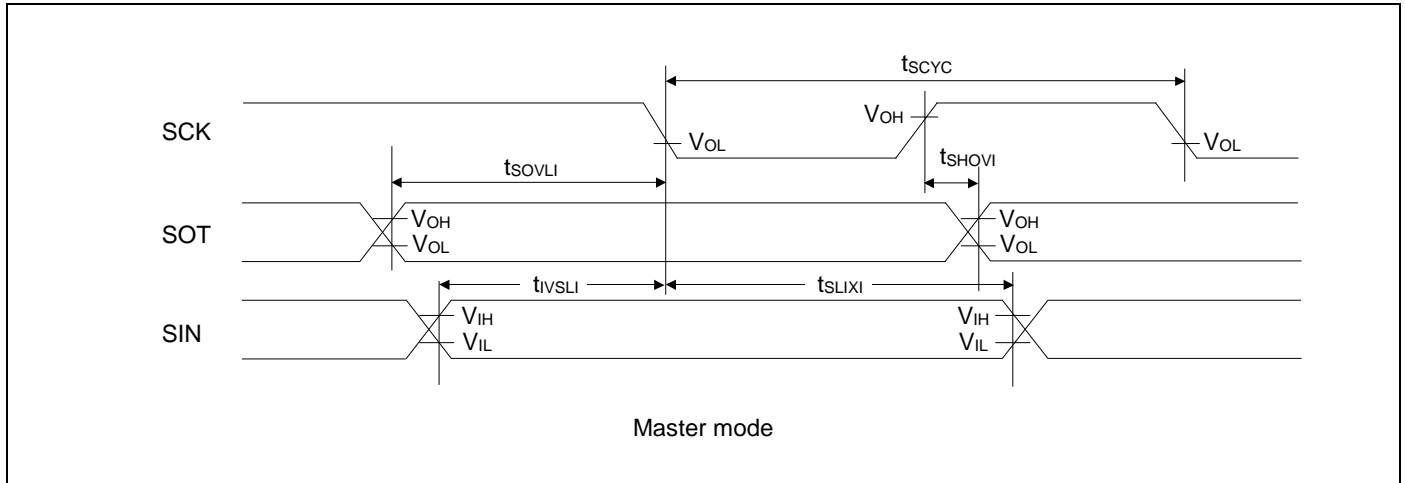 tSCYC
SCK
VOH
VOL
VOL
tSOVLI
tSHOVI
SOT
VOH
VOL
VOH
VOL
tIVSLI
tSLIXI
SIN
VIH
VIL
VIH
VIL
Master mode